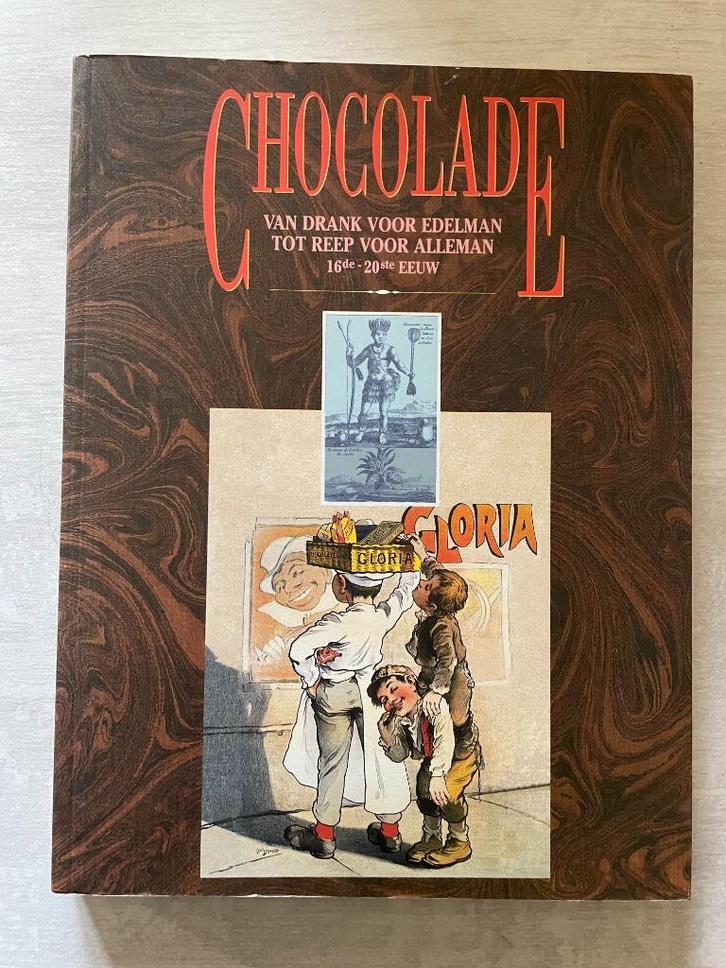 CHOCOLADE
VAN DRANK VOOR EDELMAN
TOT REEP VOOR ALLEMAN
16de - 20ste EEUW
GLORIA
GLORIA